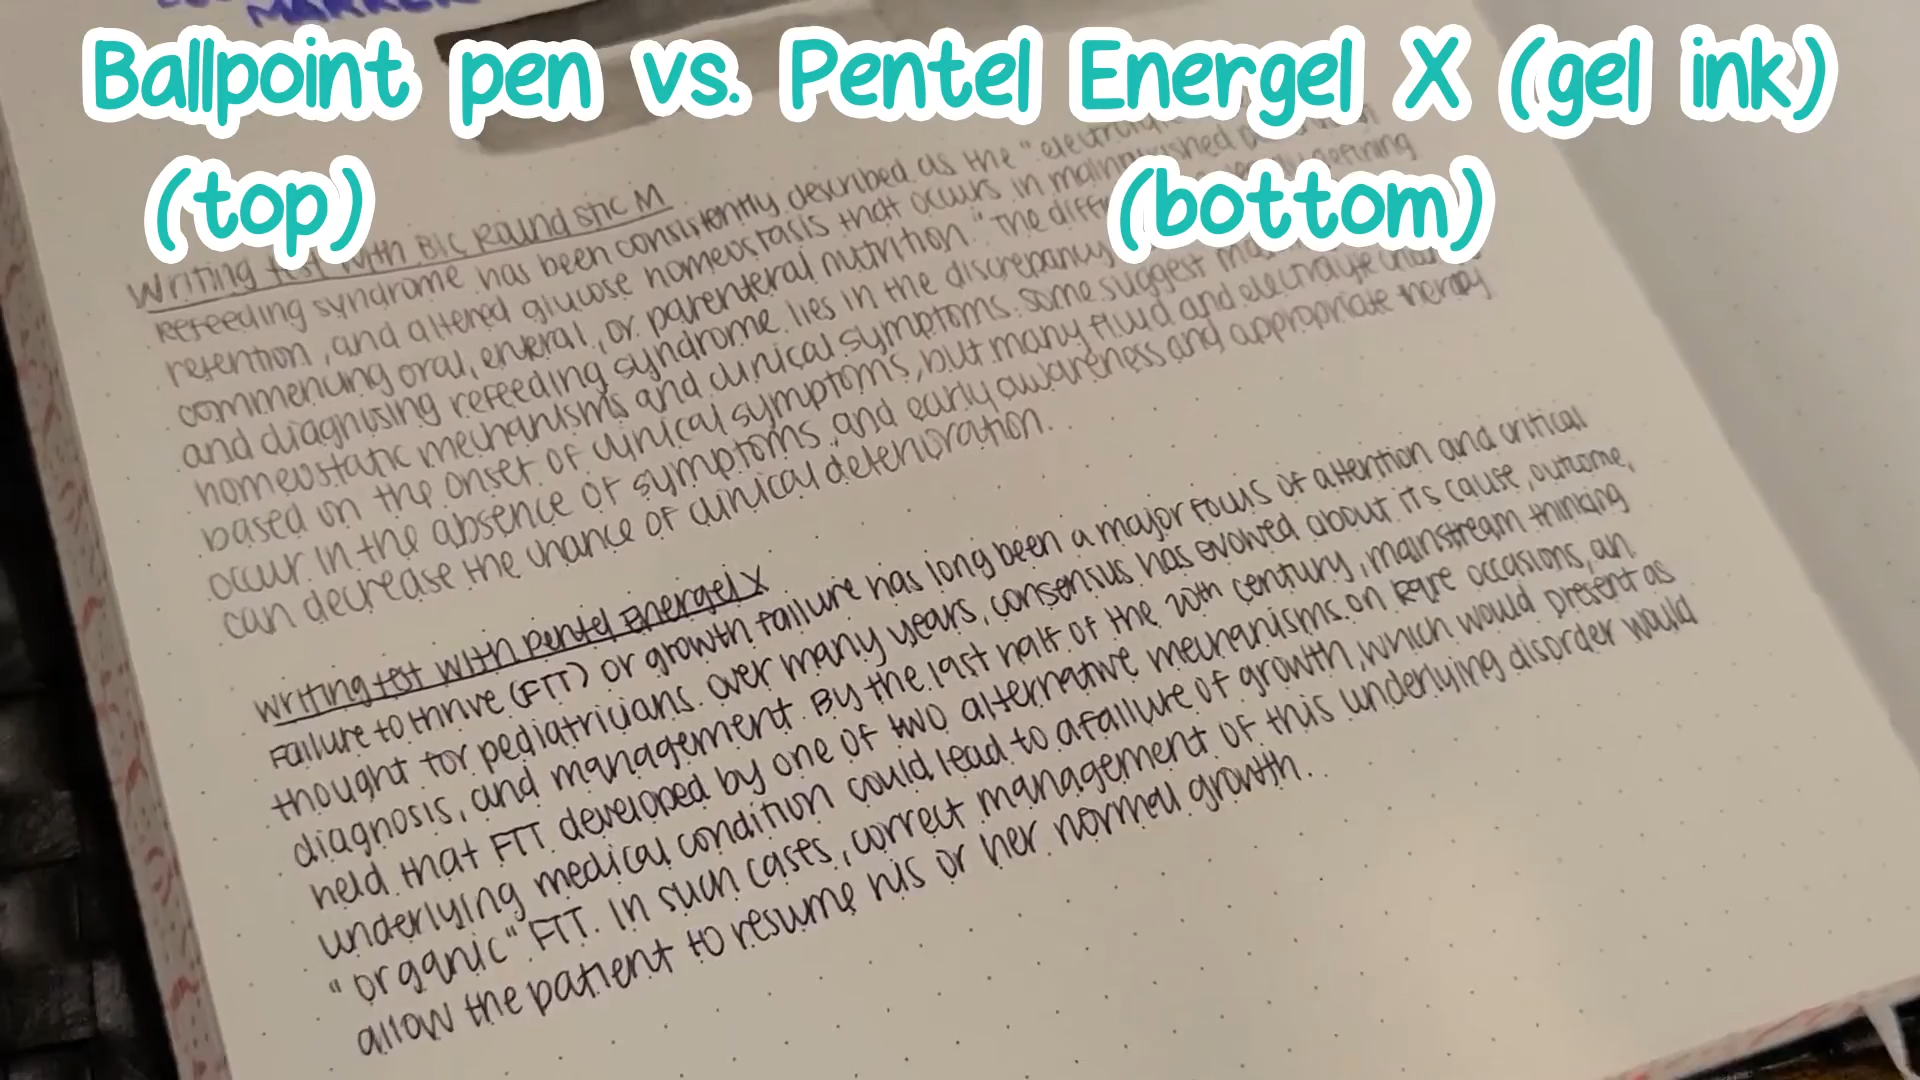 MARKER
Ballpoint pen vs. Pentel Energel X (gel ink)
(top) (bottom)
Writing test with BIC Round Stic M
Refeeding syndrome has been consistently described as the "electrolyte
retention, and altered glucose homeostasis that occurs in malnourished
commencing oral, enteral, or parenteral nutrition." The defining
and diagnosing refeeding syndrome lies in the discrepancy
homeostatic mechanisms and clinical symptoms. Some suggest
based on the onset of clinical symptoms, but many fluid and electrolyte
occur in the absence of symptoms, and early awareness and appropriate therapy
can decrease the chance of clinical deterioration.
Writing test with Pentel Energel X
Failure to thrive (FTT) or growth failure has long been a major focus of attention and critical
thought for pediatricians. Over many years, consensus has evolved about its cause, outcome,
diagnosis, and management. By the last half of the 20th century, mainstream thinking
held that FTT developed by one of two alternative mechanisms. On rare occasions, an
underlying medical condition could lead to a failure of growth, which would present as
"organic" FTT. In such cases, correct management of this underlying disorder would
allow the patient to resume his or her normal growth.